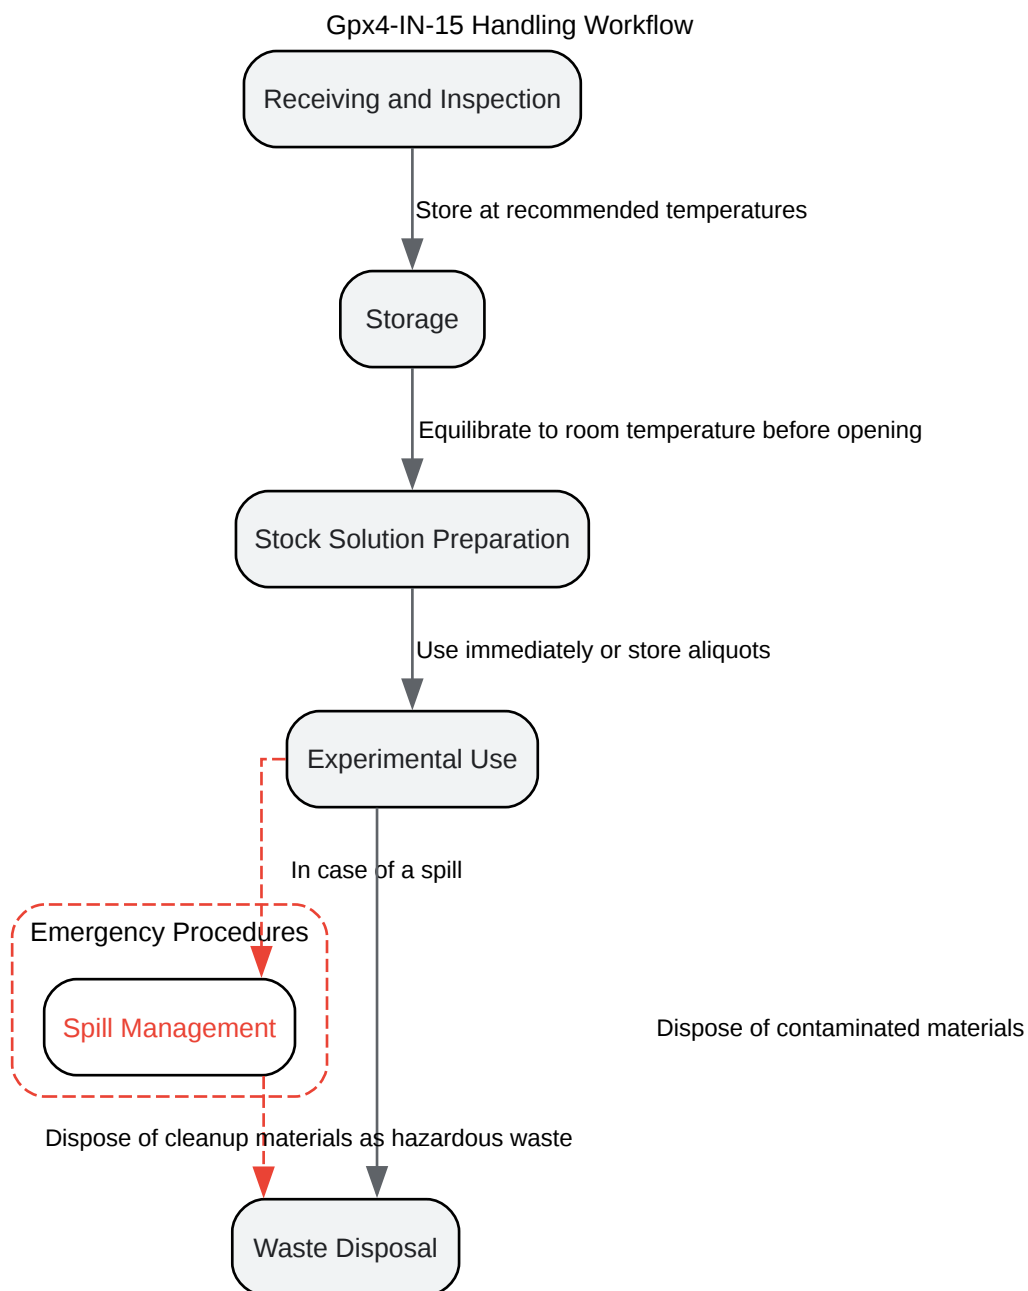 Gpx4-IN-15 Handling Workflow
Receiving and Inspection
Store at recommended temperatures
Storage
Equilibrate to room temperature before opening
Stock Solution Preparation
Use immediately or store aliquots
Experimental Use
In case of a spill
Emergency Procedures
Spill Management
Dispose of contaminated materials
Dispose of cleanup materials as hazardous waste
Waste Disposal